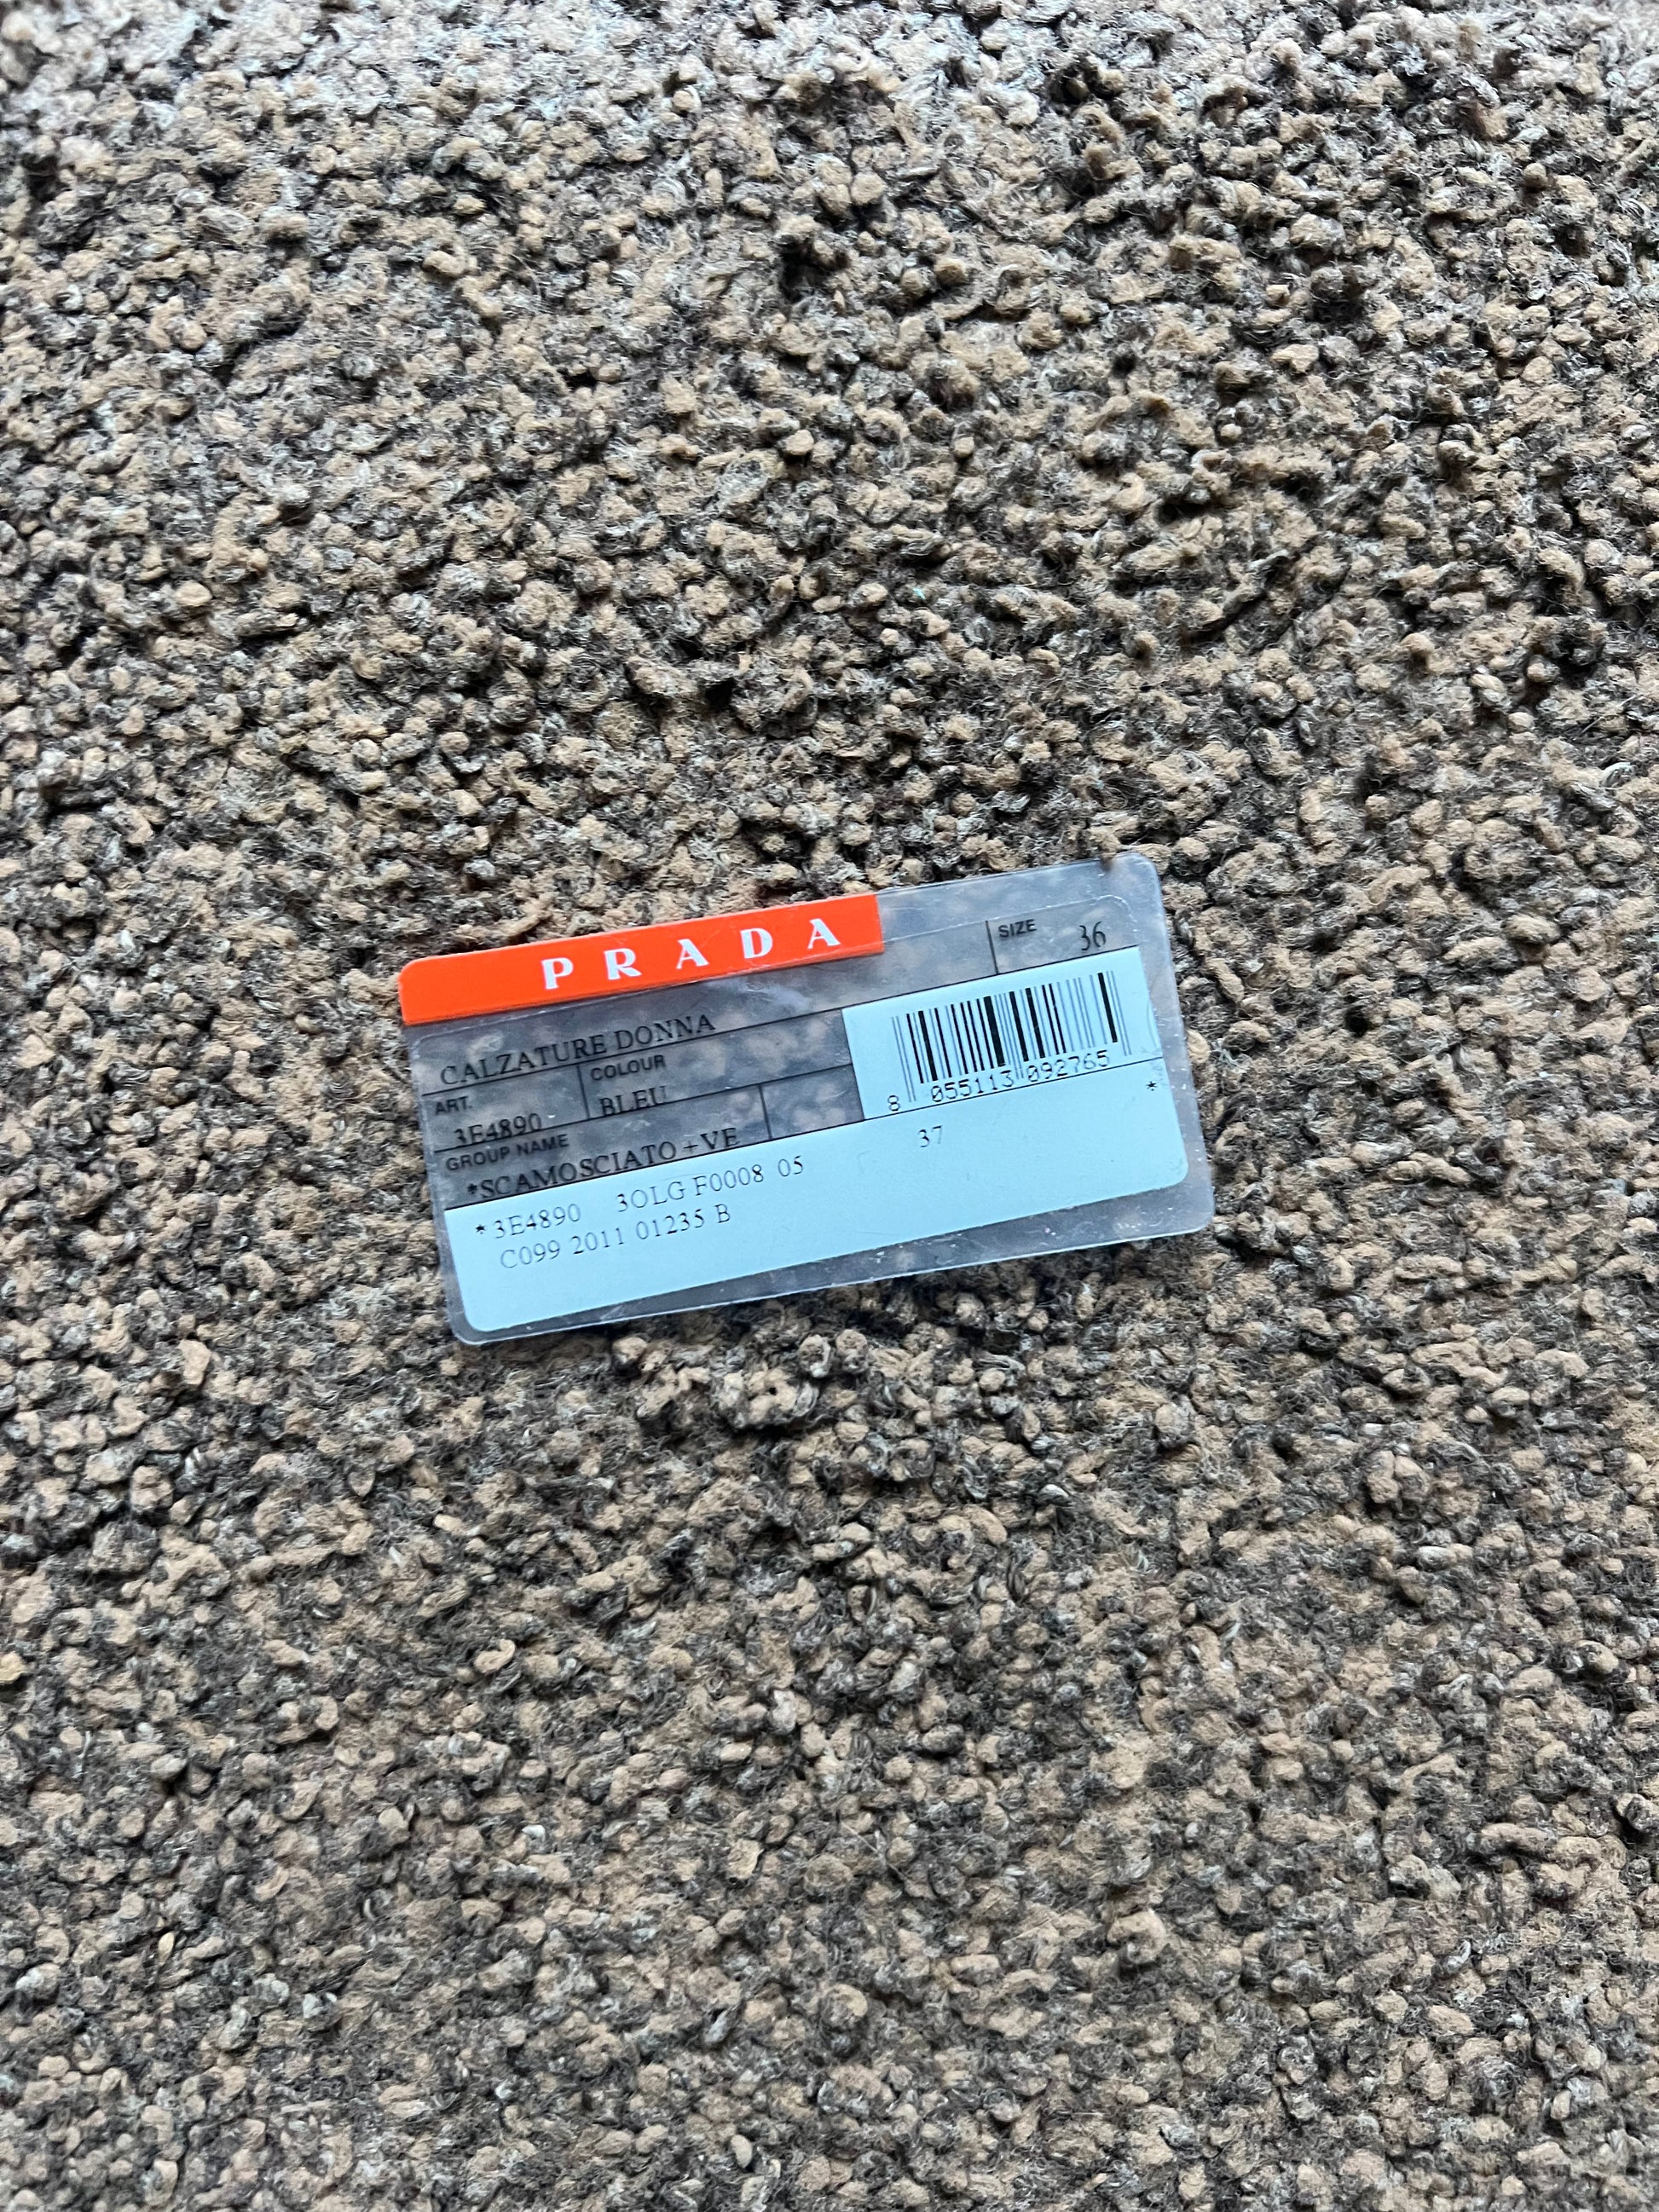 PRADA
SIZE 36
CALZATURE DONNA
ART. COLOUR
3E4890 BLEU
GROUP NAME
*SCAMOSCIATO+VE
8 055113 092765
*
*3E4890 3OLG F0008 05 37
C099 2011 01235 B